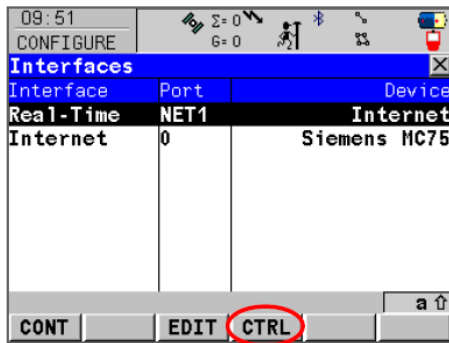 09:51 Σ= 0
CONFIGURE G= 0
Interfaces
Interface Port Device
Real-Time NET1 Internet
Internet 0 Siemens MC75
a ⇧
CONT EDIT CTRL